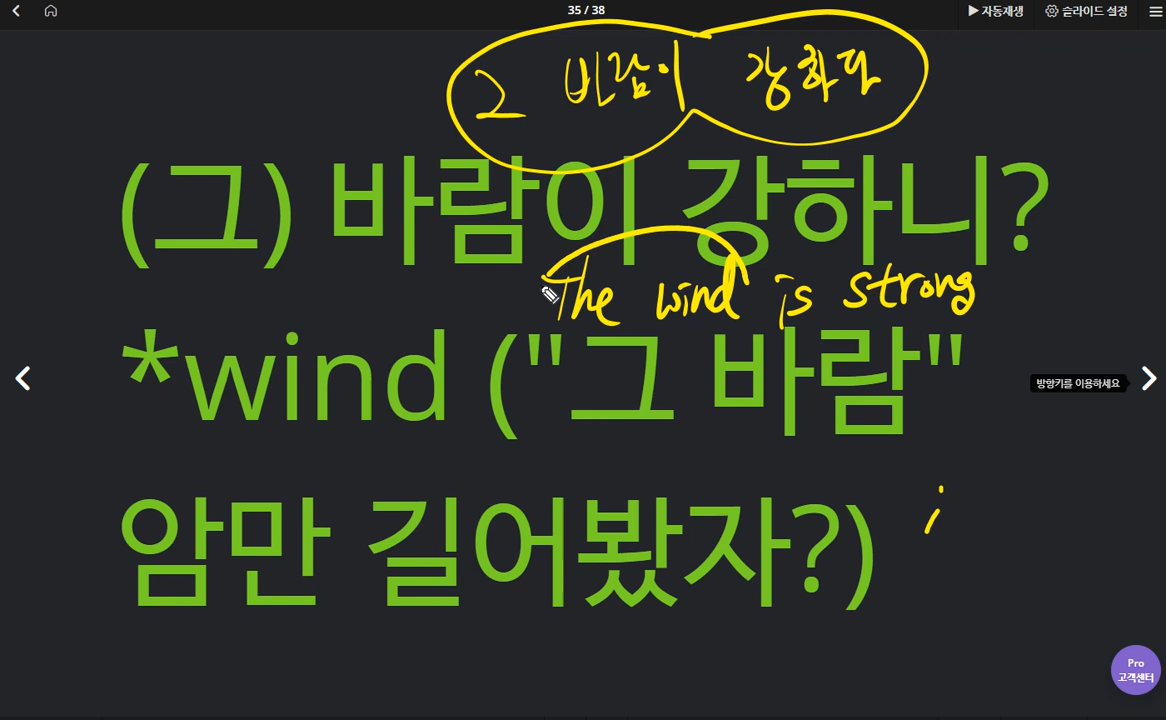 35 / 38
자동재생
슬라이드 설정
그 바람이 강하다
(그) 바람이 강하니?
The wind is strong
*wind ("그 바람"
방향키를 이용하세요
암만 길어봤자?)
i
Pro
고객센터